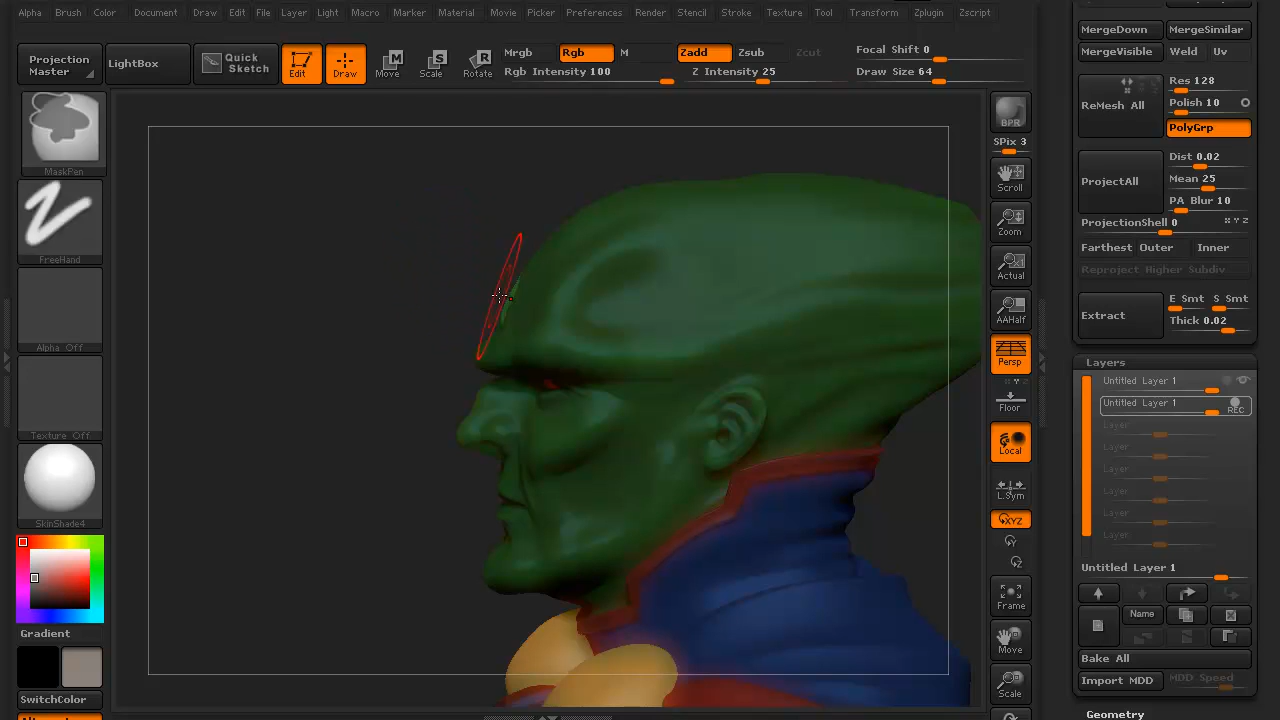 Alpha Brush Color Document Draw Edit File Layer Light Macro Marker Material Movie Picker Preferences Render Stencil Stroke Texture Tool Transform Zplugin Zscript
Projection Master
LightBox
Quick Sketch
Edit
Draw
Move
Scale
Rotate
Mrgb Rgb M Zadd Zsub Zcut
Rgb Intensity 100 Z Intensity 25
Focal Shift 0
Draw Size 64
MaskPen
FreeHand
Alpha Off
Texture Off
SkinShade4
Gradient
SwitchColor
BPR
SPix 3
Scroll
Zoom
Actual
AAHalf
Persp
Floor
Local
L.Sym
XYZ
Frame
Move
Scale
MergeDown MergeSimilar
MergeVisible Weld Uv
ReMesh All
Res 128
Polish 10
PolyGrp
ProjectAll
Dist 0.02
Mean 25
PA Blur 10
ProjectionShell 0 X Y Z
Farthest Outer Inner
Reproject Higher Subdiv
Extract
E Smt S Smt
Thick 0.02
Layers
Untitled Layer 1
Untitled Layer 1 REC
Layer
Layer
Layer
Layer
Layer
Layer
Untitled Layer 1
Name
Bake All
Import MDD MDD Speed
Geometry